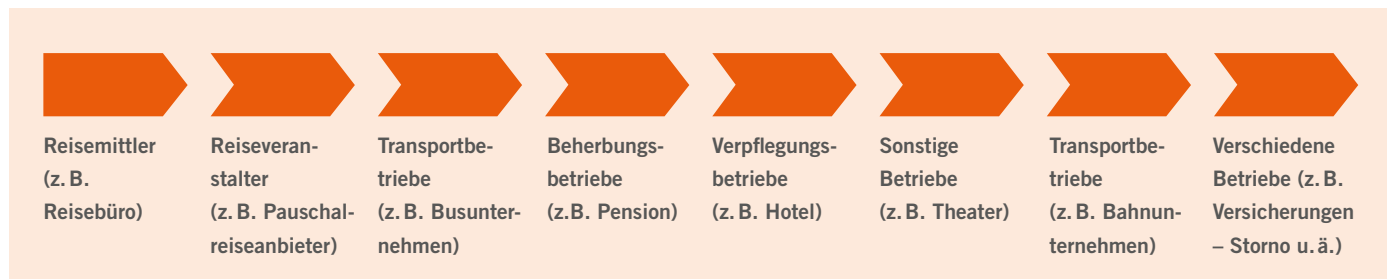 Reisemittler
(z. B.
Reisebüro)
Reiseveran-
stalter
(z. B. Pauschal-
reiseanbieter)
Transportbe-
triebe
(z. B. Busunter-
nehmen)
Beherbungs-
betriebe
(z.B. Pension)
Verpflegungs-
betriebe
(z. B. Hotel)
Sonstige
Betriebe
(z. B. Theater)
Transportbe-
triebe
(z. B. Bahnun-
ternehmen)
Verschiedene
Betriebe (z. B.
Versicherungen
– Storno u. ä.)